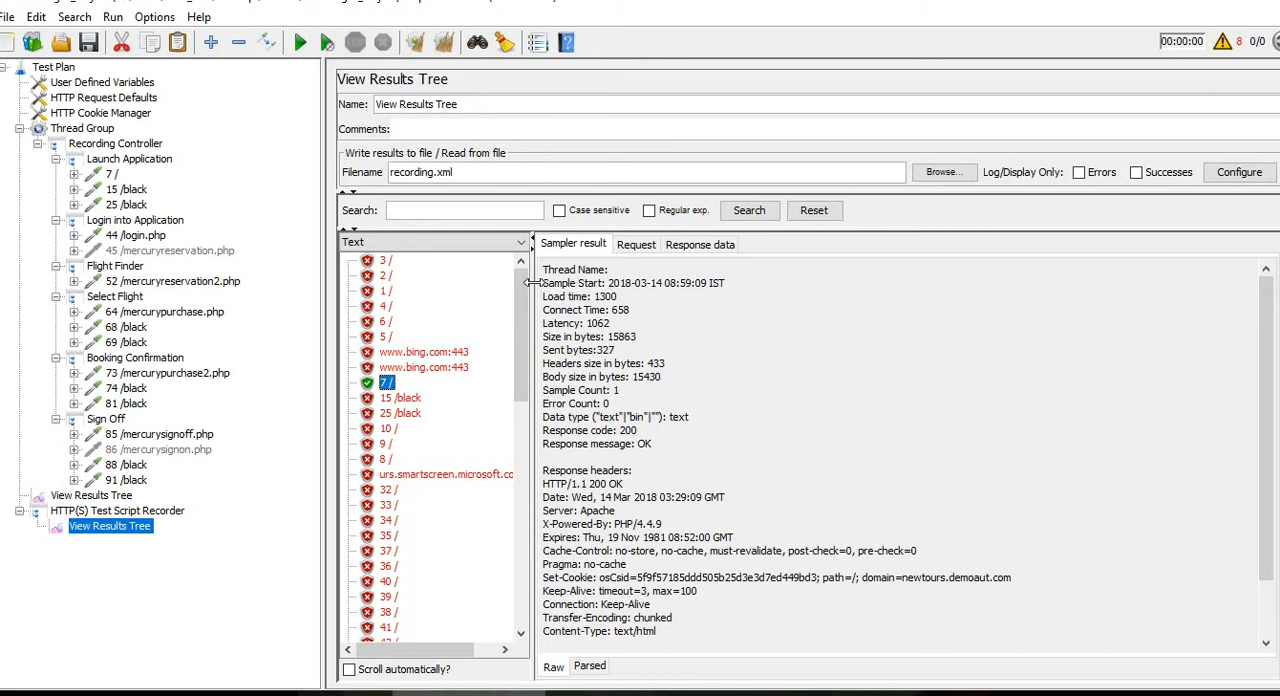 File Edit Search Run Options Help
00:00:00 8 0/0
Test Plan
User Defined Variables
HTTP Request Defaults
HTTP Cookie Manager
Thread Group
Recording Controller
Launch Application
7 /
15 /black
25 /black
Login into Application
44 /login.php
45 /mercuryreservation.php
Flight Finder
52 /mercuryreservation2.php
Select Flight
64 /mercurypurchase.php
68 /black
69 /black
Booking Confirmation
73 /mercurypurchase2.php
74 /black
81 /black
Sign Off
85 /mercurysignoff.php
86 /mercurysignon.php
88 /black
91 /black
View Results Tree
HTTP(S) Test Script Recorder
View Results Tree
View Results Tree
Name: View Results Tree
Comments:
Write results to file / Read from file
Filename recording.xml Browse... Log/Display Only: Errors Successes Configure
Search: Case sensitive Regular exp. Search Reset
Text
3 /
2 /
1 /
4 /
6 /
5 /
www.bing.com:443
www.bing.com:443
7 /
15 /black
25 /black
10 /
9 /
8 /
urs.smartscreen.microsoft.co
32 /
33 /
34 /
35 /
37 /
36 /
40 /
39 /
38 /
41 /
Scroll automatically?
Sampler result Request Response data
Thread Name:
Sample Start: 2018-03-14 08:59:09 IST
Load time: 1300
Connect Time: 658
Latency: 1062
Size in bytes: 15863
Sent bytes:327
Headers size in bytes: 433
Body size in bytes: 15430
Sample Count: 1
Error Count: 0
Data type ("text"|"bin"|""): text
Response code: 200
Response message: OK
Response headers:
HTTP/1.1 200 OK
Date: Wed, 14 Mar 2018 03:29:09 GMT
Server: Apache
X-Powered-By: PHP/4.4.9
Expires: Thu, 19 Nov 1981 08:52:00 GMT
Cache-Control: no-store, no-cache, must-revalidate, post-check=0, pre-check=0
Pragma: no-cache
Set-Cookie: osCsid=5f9f57185ddd505b25d3e3d7ed449bd3; path=/; domain=newtours.demoaut.com
Keep-Alive: timeout=3, max=100
Connection: Keep-Alive
Transfer-Encoding: chunked
Content-Type: text/html
Raw Parsed